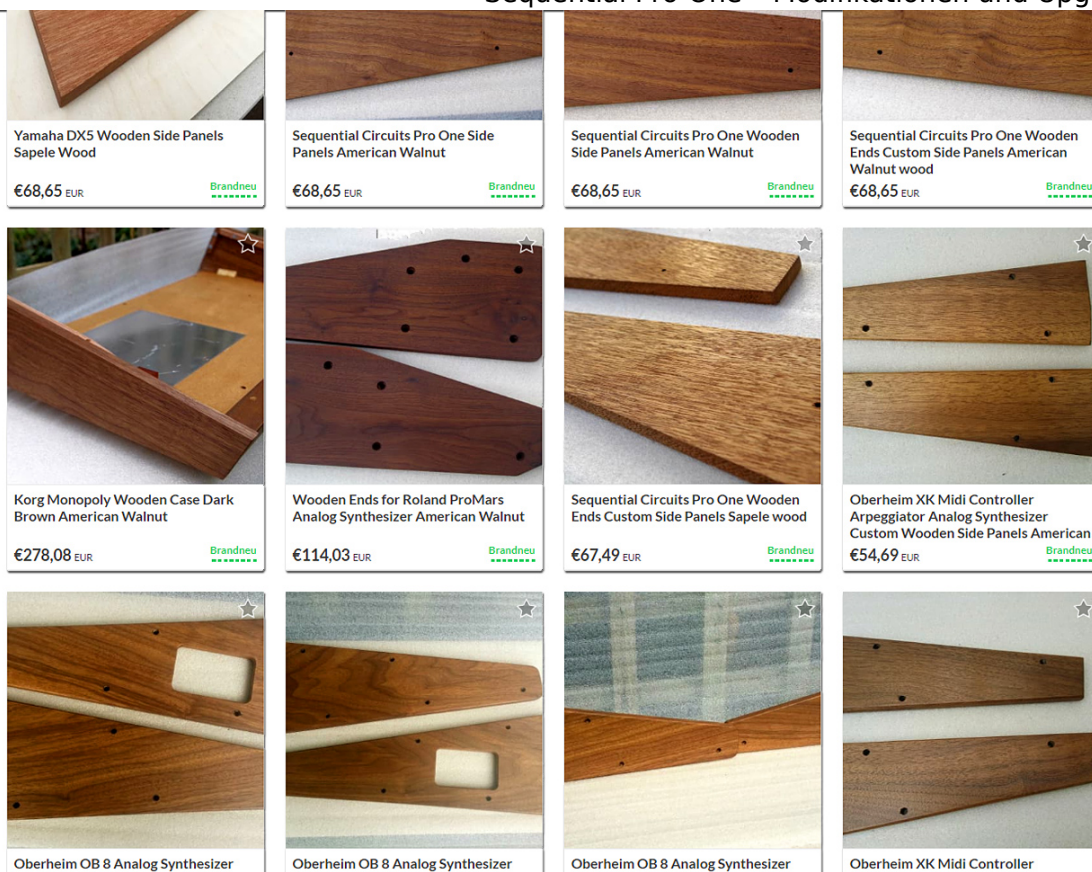 Sequential Pro One - Modifikationen und Upg
Yamaha DX5 Wooden Side Panels
Sapele Wood
€68,65 EUR
Brandneu
Sequential Circuits Pro One Side
Panels American Walnut
€68,65 EUR
Brandneu
Sequential Circuits Pro One Wooden
Side Panels American Walnut
€68,65 EUR
Brandneu
Sequential Circuits Pro One Wooden
Ends Custom Side Panels American
Walnut wood
€68,65 EUR
Brandneu
Korg Monopoly Wooden Case Dark
Brown American Walnut
€278,08 EUR
Brandneu
Wooden Ends for Roland ProMars
Analog Synthesizer American Walnut
€114,03 EUR
Brandneu
Sequential Circuits Pro One Wooden
Ends Custom Side Panels Sapele wood
€67,49 EUR
Brandneu
Oberheim XK Midi Controller
Arpeggiator Analog Synthesizer
Custom Wooden Side Panels American
€54,69 EUR
Brandneu
Oberheim OB 8 Analog Synthesizer
Oberheim OB 8 Analog Synthesizer
Oberheim OB 8 Analog Synthesizer
Oberheim XK Midi Controller